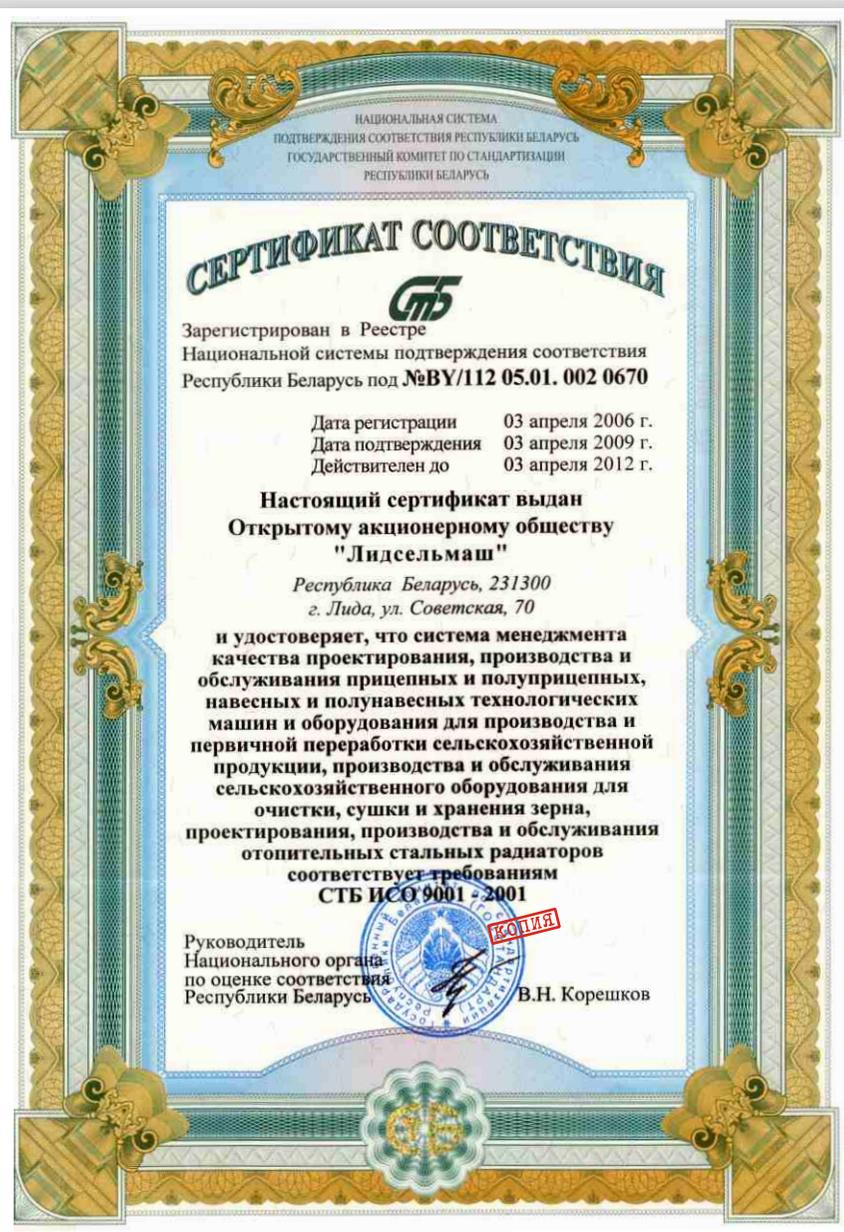 НАЦИОНАЛЬНАЯ СИСТЕМА
ПОДТВЕРЖДЕНИЯ СООТВЕТСТВИЯ РЕСПУБЛИКИ БЕЛАРУСЬ
ГОСУДАРСТВЕННЫЙ КОМИТЕТ ПО СТАНДАРТИЗАЦИИ
РЕСПУБЛИКИ БЕЛАРУСЬ
СЕРТИФИКАТ СООТВЕТСТВИЯ
СТБ
Зарегистрирован в Реестре
Национальной системы подтверждения соответствия
Республики Беларусь под №BY/112 05.01. 002 0670
Дата регистрации 03 апреля 2006 г.
Дата подтверждения 03 апреля 2009 г.
Действителен до 03 апреля 2012 г.
Настоящий сертификат выдан
Открытому акционерному обществу
"Лидсельмаш"
Республика Беларусь, 231300
г. Лида, ул. Советская, 70
и удостоверяет, что система менеджмента
качества проектирования, производства и
обслуживания прицепных и полуприцепных,
навесных и полунавесных технологических
машин и оборудования для производства и
первичной переработки сельскохозяйственной
продукции, производства и обслуживания
сельскохозяйственного оборудования для
очистки, сушки и хранения зерна,
проектирования, производства и обслуживания
отопительных стальных радиаторов
соответствует требованиям
СТБ ИСО 9001 - 2001
КОПИЯ
Руководитель
Национального органа
по оценке соответствия
Республики Беларусь
В.Н. Корешков